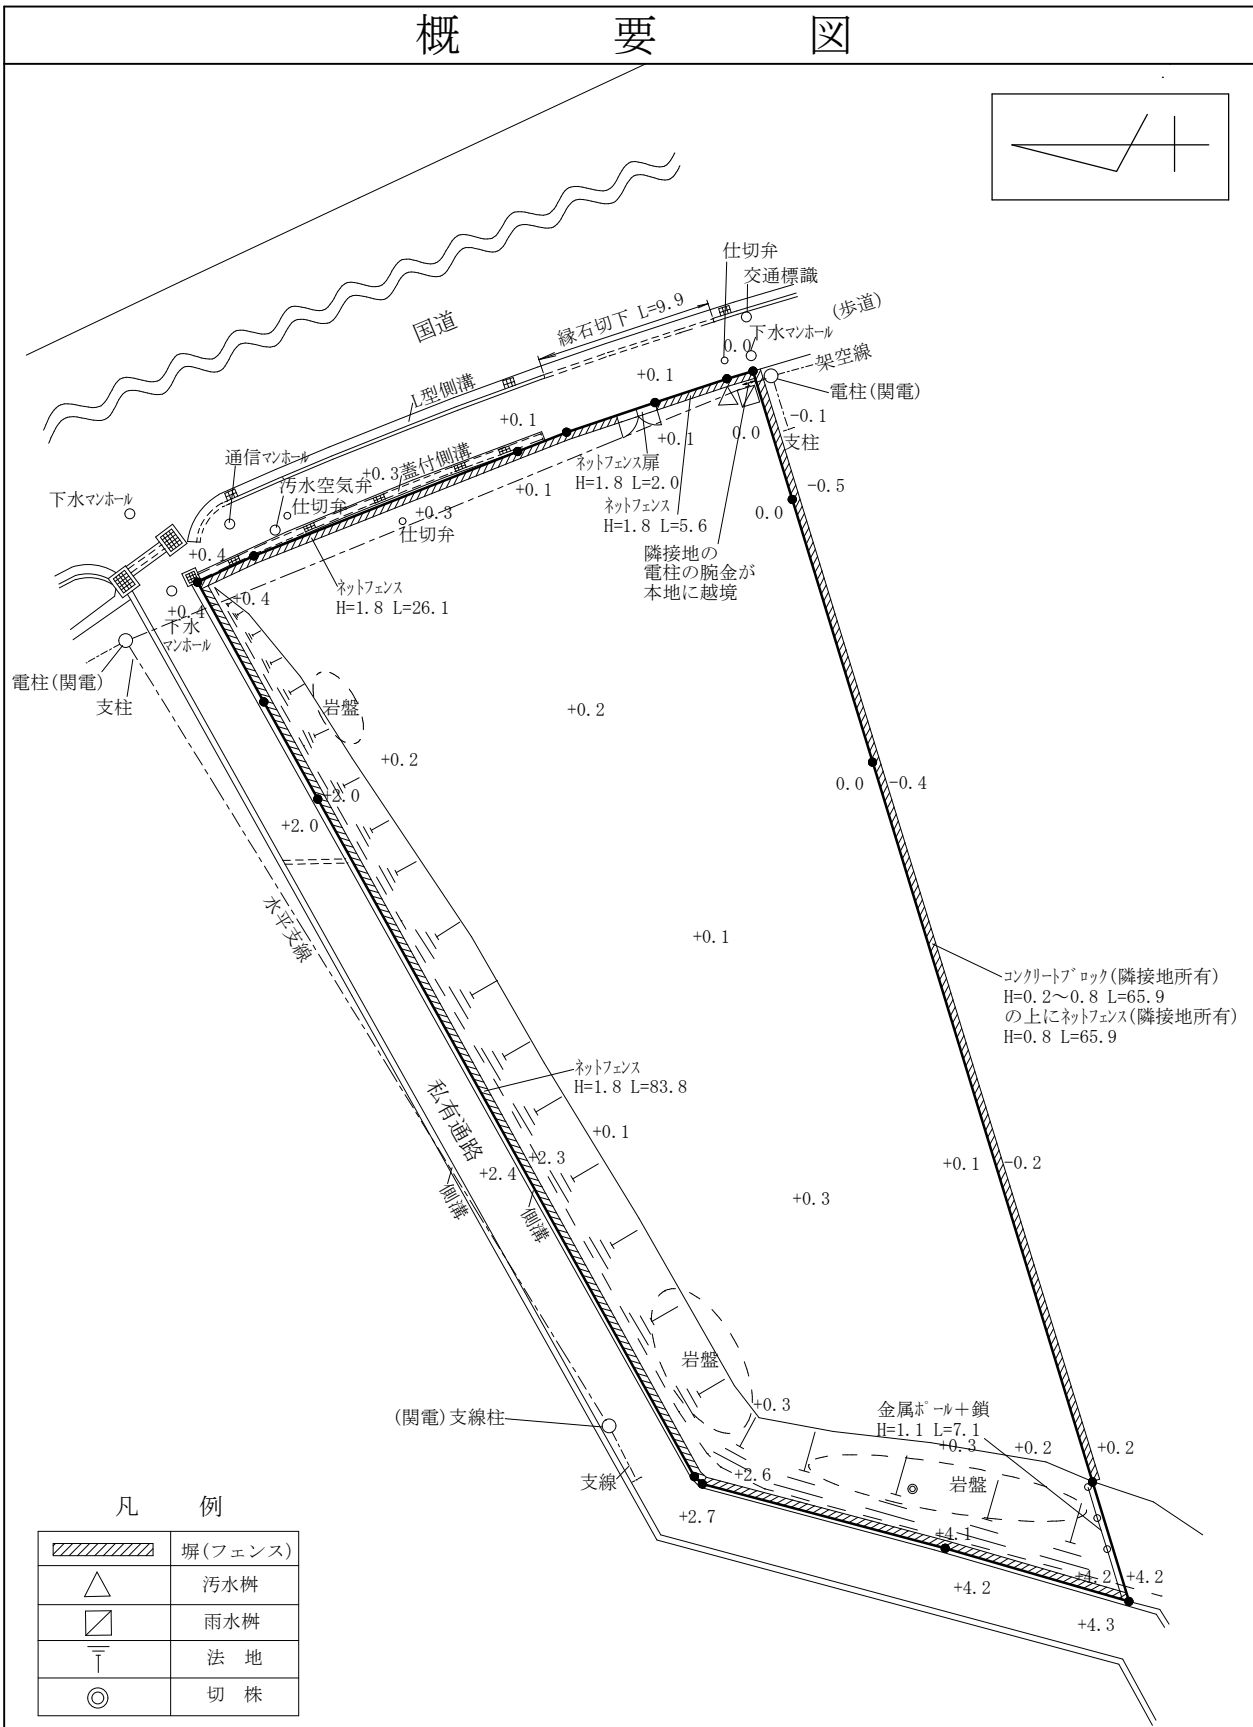 概要図
仕切弁
交通標識
(歩道)
縁石切下 L=9.9
国道
下水マンホール
0.0
架空線
+0.1
電柱(関電)
L型側溝
-0.1
+0.1
+0.1
0.0
支柱
通信マンホール
+0.3
蓋付側溝
ネットフェンス扉
H=1.8 L=2.0
汚水空気弁
仕切弁
+0.1
-0.5
下水マンホール
ネットフェンス
H=1.8 L=5.6
0.0
+0.3
仕切弁
隣接地の
電柱の腕金が
本地に越境
+0.4
ネットフェンス
H=1.8 L=26.1
+0.4
+0.4
下水
マンホール
電柱(関電)
支柱
岩盤
+0.2
+0.2
0.0
-0.4
+2.0
+2.0
水平支線
+0.1
コンクリートブロック(隣接地所有)
H=0.2～0.8 L=65.9
の上にネットフェンス(隣接地所有)
H=0.8 L=65.9
ネットフェンス
H=1.8 L=83.8
私有通路
+0.1
+2.3
+2.4
+0.1
-0.2
側溝
側溝
+0.3
岩盤
+0.3
金属ポール＋鎖
H=1.1 L=7.1
(関電)支線柱
+0.3
+0.2
+0.2
支線
+2.6
岩盤
+2.7
+4.1
+4.2
+4.2
+4.2
+4.3
凡例
塀(フェンス)
汚水桝
雨水桝
法地
切株